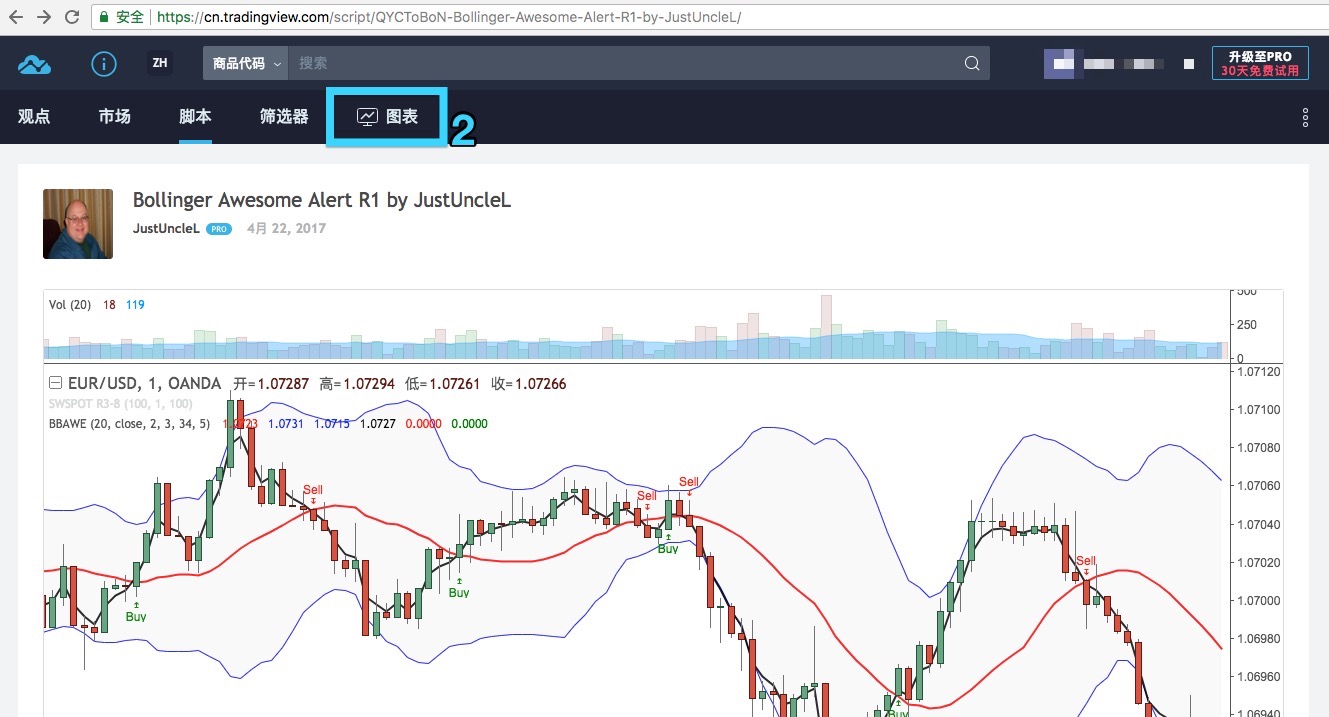 安全 https://cn.tradingview.com/script/QYCToBoN-Bollinger-Awesome-Alert-R1-by-JustUncleL/
ZH 商品代码 搜索 升级至PRO
30天免费试用
观点 市场 脚本 筛选器 图表 2
Bollinger Awesome Alert R1 by JustUncleL
JustUncleL PRO 4月 22, 2017
Vol (20) 18 119
500
250
0
EUR/USD, 1, OANDA 开=1.07287 高=1.07294 低=1.07261 收=1.07266
SWSPOT R3-8 (100, 1, 100)
BBAWE (20, close, 2, 3, 34, 5) 1.0723 1.0731 1.0715 1.0727 0.0000 0.0000
1.07120
1.07100
1.07080
1.07060
1.07040
1.07020
1.07000
1.06980
1.06960
1.06940
Sell
Sell
Sell
Sell
Buy
Buy
Buy
Buy